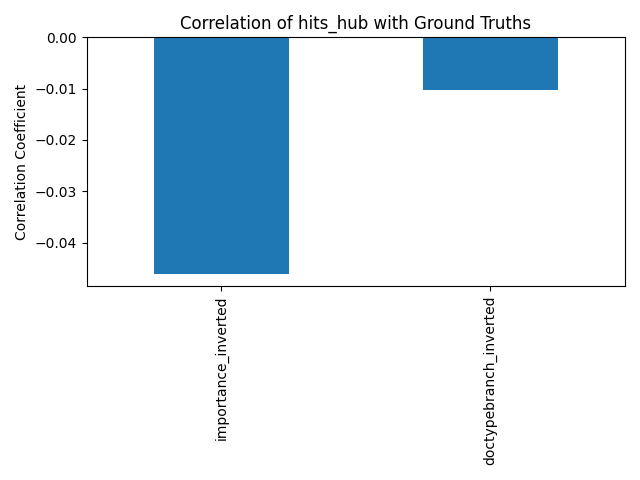 Correlation of hits_hub with Ground Truths
Correlation Coefficient
0.00
−0.01
−0.02
−0.03
−0.04
importance_inverted
doctypebranch_inverted